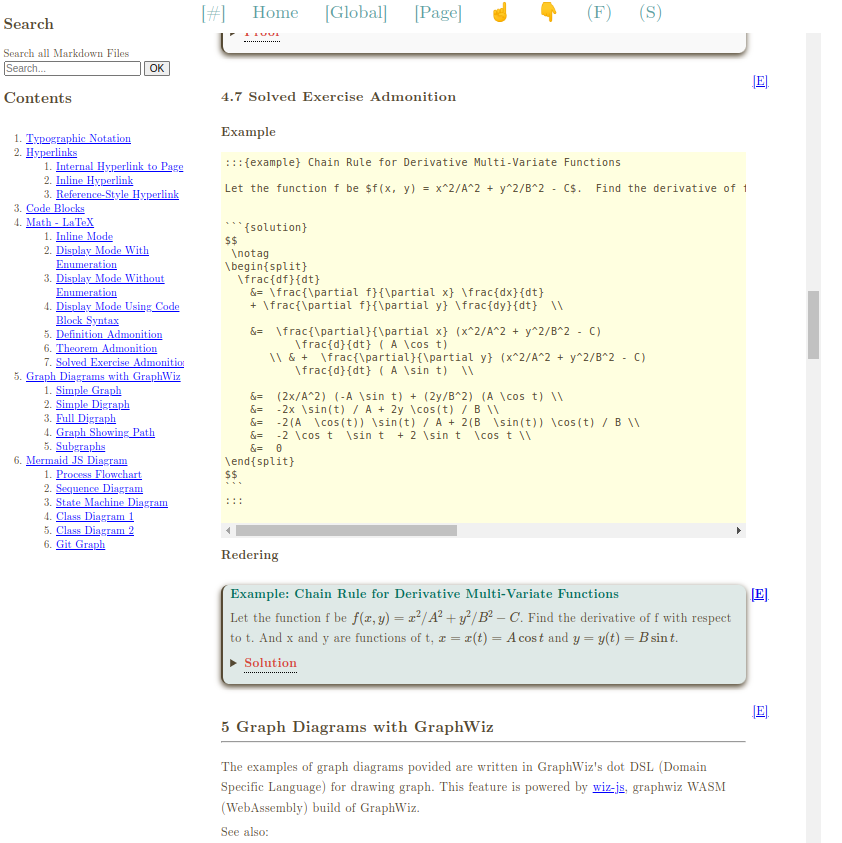 [#] Home [Global] [Page] ☝ 👇 (F) (S)
Search
Search all Markdown Files
Search... OK
Contents
1. Typographic Notation
2. Hyperlinks
1. Internal Hyperlink to Page
2. Inline Hyperlink
3. Reference-Style Hyperlink
3. Code Blocks
4. Math - LaTeX
1. Inline Mode
2. Display Mode With
Enumeration
3. Display Mode Without
Enumeration
4. Display Mode Using Code
Block Syntax
5. Definition Admonition
6. Theorem Admonition
7. Solved Exercise Admonition
5. Graph Diagrams with GraphWiz
1. Simple Graph
2. Simple Digraph
3. Full Digraph
4. Graph Showing Path
5. Subgraphs
6. Mermaid JS Diagram
1. Process Flowchart
2. Sequence Diagram
3. State Machine Diagram
4. Class Diagram 1
5. Class Diagram 2
6. Git Graph
Proof
[E]
4.7 Solved Exercise Admonition
Example
:::{example} Chain Rule for Derivative Multi-Variate Functions
Let the function f be $f(x, y) = x^2/A^2 + y^2/B^2 - C$.  Find the derivative of f
```{solution}
$$
\notag
\begin{split}
\frac{df}{dt}
&= \frac{\partial f}{\partial x} \frac{dx}{dt}
+ \frac{\partial f}{\partial y} \frac{dy}{dt}  \\
&=  \frac{\partial}{\partial x} (x^2/A^2 + y^2/B^2 - C)
\frac{d}{dt} ( A \cos t)
\\ & +  \frac{\partial}{\partial y} (x^2/A^2 + y^2/B^2 - C)
\frac{d}{dt} ( A \sin t)  \\
&=  (2x/A^2) (-A \sin t) + (2y/B^2) (A \cos t) \\
&=  -2x \sin(t) / A + 2y \cos(t) / B \\
&=  -2(A  \cos(t)) \sin(t) / A + 2(B  \sin(t)) \cos(t) / B \\
&=  -2 \cos t  \sin t  + 2 \sin t  \cos t \\
&=  0
\end{split}
$$
```
:::
Redering
Example: Chain Rule for Derivative Multi-Variate Functions
[E]
Let the function f be f(x, y) = x²/A² + y²/B² − C. Find the derivative of f with respect
to t. And x and y are functions of t, x = x(t) = A cos t and y = y(t) = B sin t.
Solution
[E]
5 Graph Diagrams with GraphWiz
The examples of graph diagrams povided are written in GraphWiz's dot DSL (Domain
Specific Language) for drawing graph. This feature is powered by wiz-js, graphwiz WASM
(WebAssembly) build of GraphWiz.
See also: